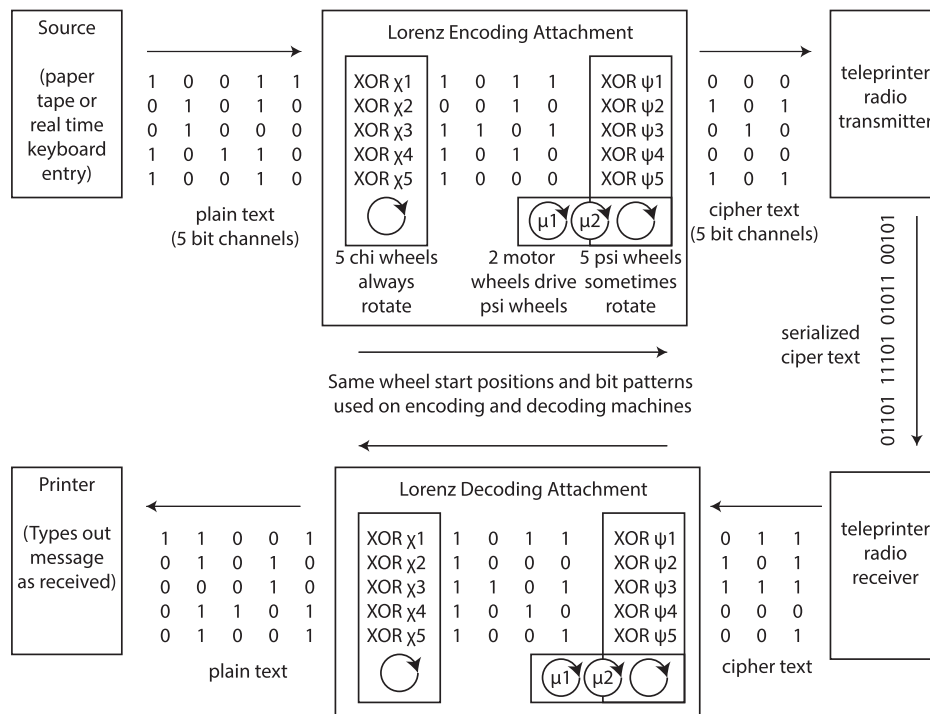 Source
(paper
tape or
real time
keyboard
entry)
1 0 0 1 1
0 1 0 1 0
0 1 0 0 0
1 0 1 1 0
1 0 0 1 0
plain text
(5 bit channels)
Lorenz Encoding Attachment
XOR χ1
XOR χ2
XOR χ3
XOR χ4
XOR χ5
1 0 1 1
0 0 1 0
1 1 0 1
1 0 1 0
1 0 0 0
XOR ψ1
XOR ψ2
XOR ψ3
XOR ψ4
XOR ψ5
μ1 μ2
5 chi wheels
always
rotate
2 motor
wheels drive
psi wheels
5 psi wheels
sometimes
rotate
0 0 0
1 0 1
0 1 0
0 0 0
1 0 1
cipher text
(5 bit channels)
teleprinter
radio
transmitter
serialized
ciper text
01101 11101 01011 00101
Same wheel start positions and bit patterns
used on encoding and decoding machines
Printer
(Types out
message
as received)
1 1 0 0 1
0 1 0 1 0
0 0 0 1 0
0 1 1 0 1
0 1 0 0 1
plain text
Lorenz Decoding Attachment
XOR χ1
XOR χ2
XOR χ3
XOR χ4
XOR χ5
1 0 1 1
1 0 0 0
1 1 0 1
1 0 1 0
1 0 0 1
XOR ψ1
XOR ψ2
XOR ψ3
XOR ψ4
XOR ψ5
μ1 μ2
0 1 1
1 0 1
1 1 1
0 0 0
0 0 1
cipher text
teleprinter
radio
receiver